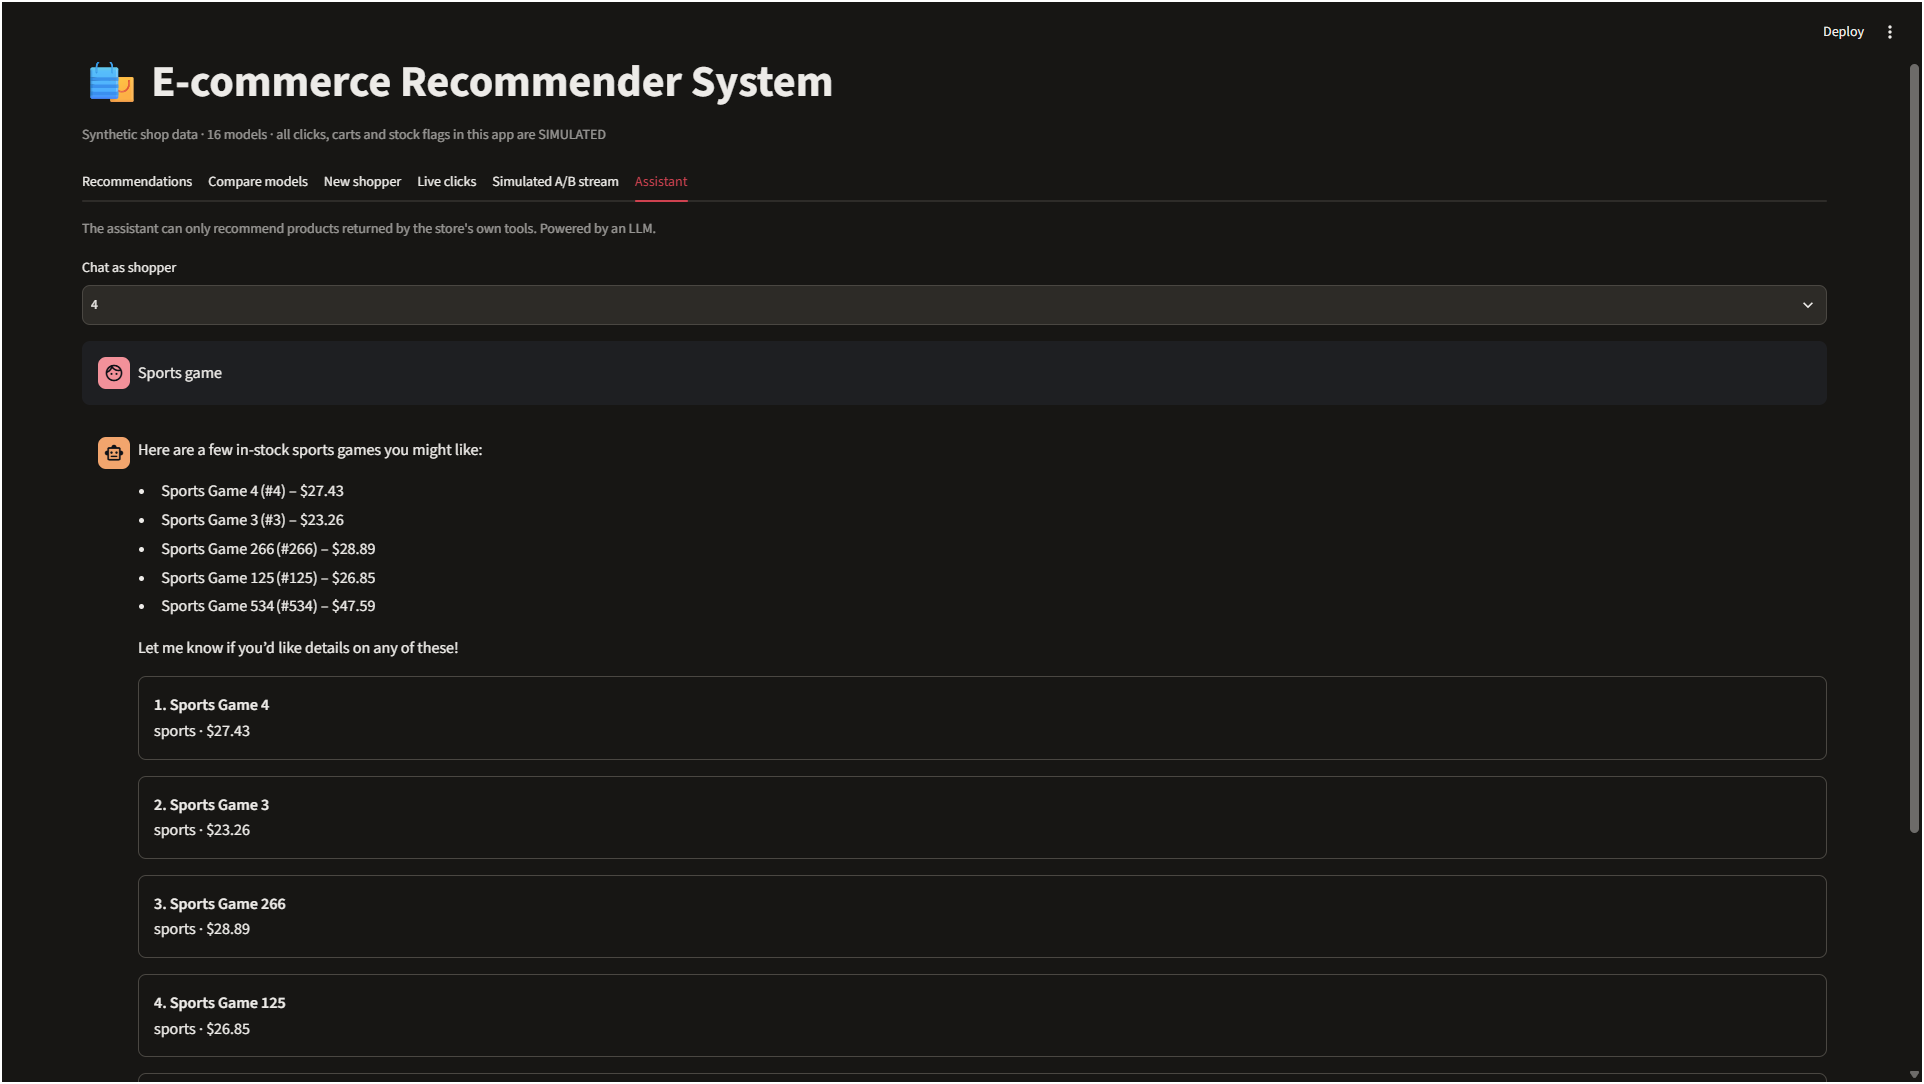 Deploy
E-commerce Recommender System
Synthetic shop data · 16 models · all clicks, carts and stock flags in this app are SIMULATED
Recommendations Compare models New shopper Live clicks Simulated A/B stream Assistant
The assistant can only recommend products returned by the store's own tools. Powered by an LLM.
Chat as shopper
4
Sports game
Here are a few in-stock sports games you might like:
• Sports Game 4 (#4) – $27.43
• Sports Game 3 (#3) – $23.26
• Sports Game 266 (#266) – $28.89
• Sports Game 125 (#125) – $26.85
• Sports Game 534 (#534) – $47.59
Let me know if you’d like details on any of these!
1. Sports Game 4
sports · $27.43
2. Sports Game 3
sports · $23.26
3. Sports Game 266
sports · $28.89
4. Sports Game 125
sports · $26.85